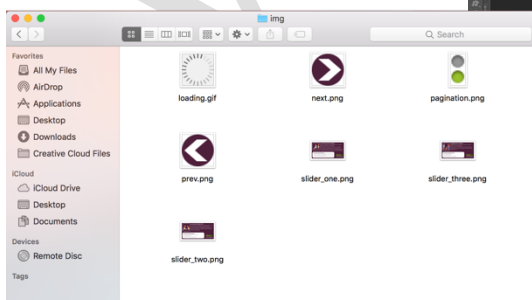 img
Search
Favorites
All My Files
AirDrop
Applications
Desktop
Downloads
Creative Cloud Files
iCloud
iCloud Drive
Desktop
Documents
Devices
Remote Disc
Tags
loading.gif
next.png
pagination.png
prev.png
slider_one.png
slider_three.png
slider_two.png